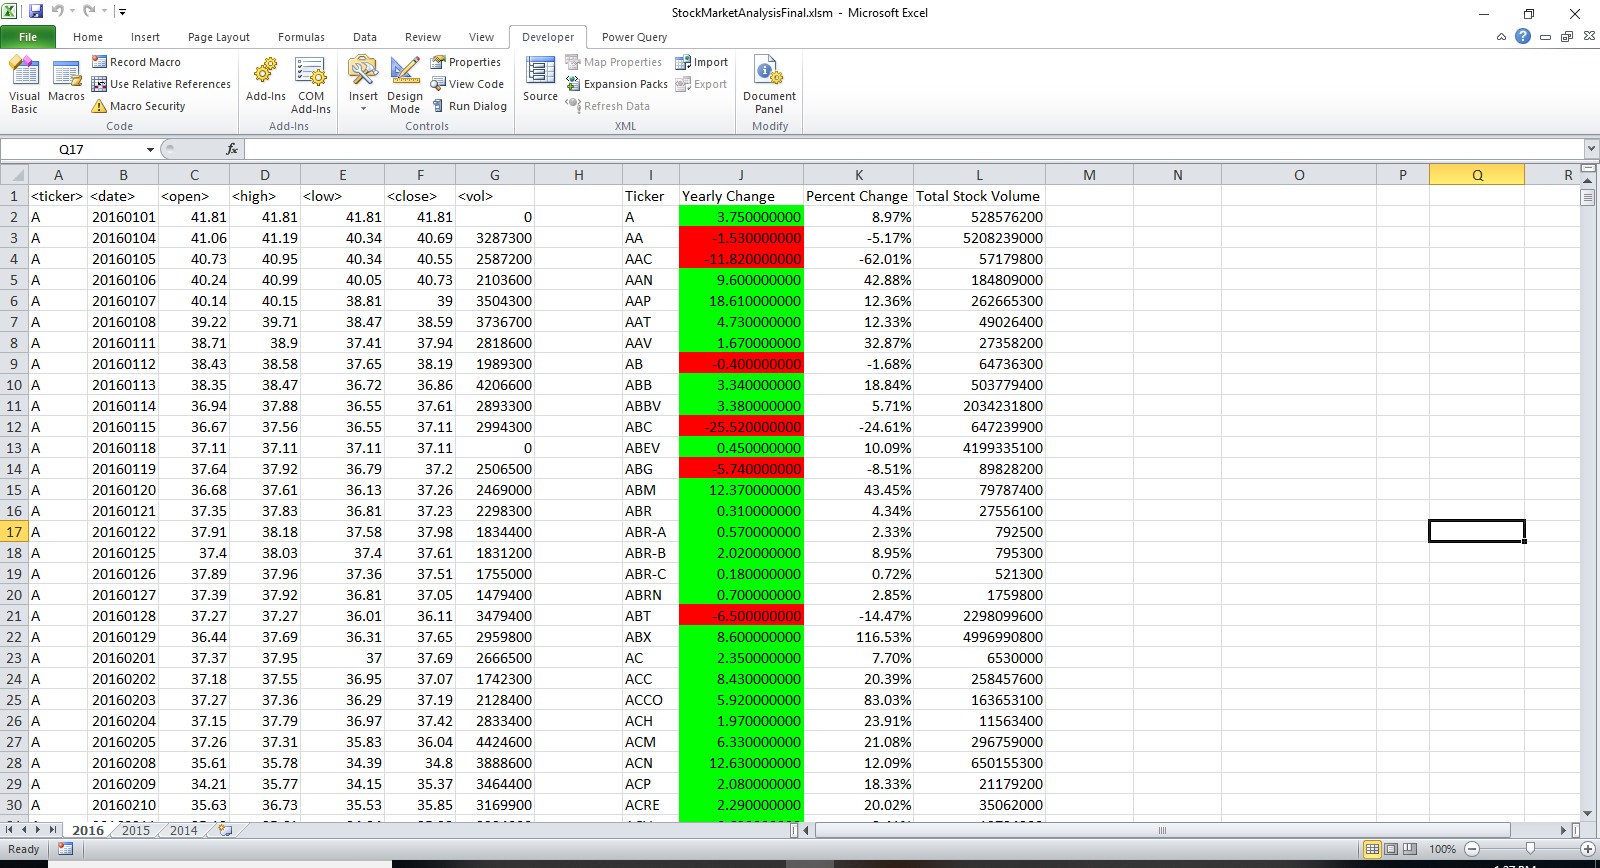 StockMarketAnalysisFinal.xlsm - Microsoft Excel
File Home Insert Page Layout Formulas Data Review View Developer Power Query
Visual Basic
Macros
Record Macro
Use Relative References
Macro Security
Code
Add-Ins
COM Add-Ins
Add-Ins
Insert
Design Mode
Properties
View Code
Run Dialog
Controls
Source
Map Properties
Expansion Packs
Refresh Data
Import
Export
XML
Document Panel
Modify
Q17 fx
A B C D E F G H I J K L M N O P Q R
1 <ticker> <date> <open> <high> <low> <close> <vol> Ticker Yearly Change Percent Change Total Stock Volume
2 A 20160101 41.81 41.81 41.81 41.81 0 A 3.750000000 8.97% 528576200
3 A 20160104 41.06 41.19 40.34 40.69 3287300 AA -1.530000000 -5.17% 5208239000
4 A 20160105 40.73 40.95 40.34 40.55 2587200 AAC -11.820000000 -62.01% 57179800
5 A 20160106 40.24 40.99 40.05 40.73 2103600 AAN 9.600000000 42.88% 184809000
6 A 20160107 40.14 40.15 38.81 39 3504300 AAP 18.610000000 12.36% 262665300
7 A 20160108 39.22 39.71 38.47 38.59 3736700 AAT 4.730000000 12.33% 49026400
8 A 20160111 38.71 38.9 37.41 37.94 2818600 AAV 1.670000000 32.87% 27358200
9 A 20160112 38.43 38.58 37.65 38.19 1989300 AB -0.400000000 -1.68% 64736300
10 A 20160113 38.35 38.47 36.72 36.86 4206600 ABB 3.340000000 18.84% 503779400
11 A 20160114 36.94 37.88 36.55 37.61 2893300 ABBV 3.380000000 5.71% 2034231800
12 A 20160115 36.67 37.56 36.55 37.11 2994300 ABC -25.520000000 -24.61% 647239900
13 A 20160118 37.11 37.11 37.11 37.11 0 ABEV 0.450000000 10.09% 4199335100
14 A 20160119 37.64 37.92 36.79 37.2 2506500 ABG -5.740000000 -8.51% 89828200
15 A 20160120 36.68 37.61 36.13 37.26 2469000 ABM 12.370000000 43.45% 79787400
16 A 20160121 37.35 37.83 36.81 37.23 2298300 ABR 0.310000000 4.34% 27556100
17 A 20160122 37.91 38.18 37.58 37.98 1834400 ABR-A 0.570000000 2.33% 792500
18 A 20160125 37.4 38.03 37.4 37.61 1831200 ABR-B 2.020000000 8.95% 795300
19 A 20160126 37.89 37.96 37.36 37.51 1755000 ABR-C 0.180000000 0.72% 521300
20 A 20160127 37.39 37.92 36.81 37.05 1479400 ABRN 0.700000000 2.85% 1759800
21 A 20160128 37.27 37.27 36.01 36.11 3479400 ABT -6.500000000 -14.47% 2298099600
22 A 20160129 36.44 37.69 36.31 37.65 2959800 ABX 8.600000000 116.53% 4996990800
23 A 20160201 37.37 37.95 37 37.69 2666500 AC 2.350000000 7.70% 6530000
24 A 20160202 37.18 37.55 36.95 37.07 1742300 ACC 8.430000000 20.39% 258457600
25 A 20160203 37.27 37.36 36.29 37.19 2128400 ACCO 5.920000000 83.03% 163653100
26 A 20160204 37.15 37.79 36.97 37.42 2833400 ACH 1.970000000 23.91% 11563400
27 A 20160205 37.26 37.31 35.83 36.04 4424600 ACM 6.330000000 21.08% 296759000
28 A 20160208 35.61 35.78 34.39 34.8 3888600 ACN 12.630000000 12.09% 650155300
29 A 20160209 34.21 35.77 34.15 35.37 3464400 ACP 2.080000000 18.33% 21179200
30 A 20160210 35.63 36.73 35.53 35.85 3169900 ACRE 2.290000000 20.02% 35062000
2016 2015 2014
Ready 100%